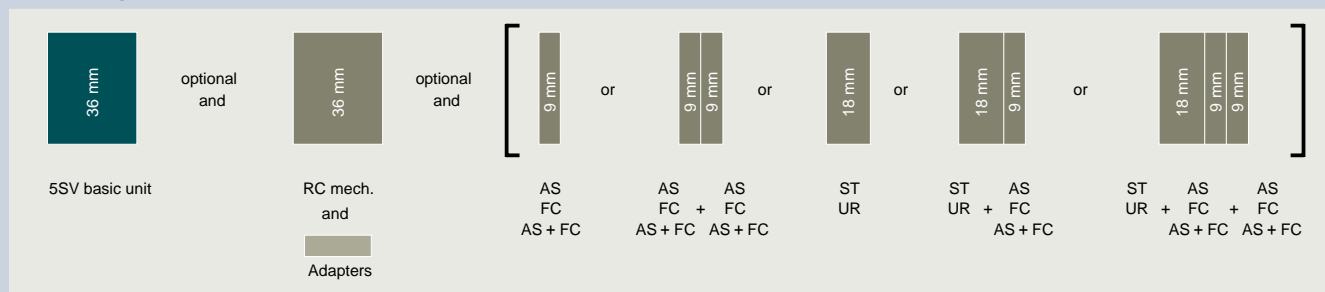 36 mm
optional
and
36 mm
optional
and
9 mm
or
9 mm
9 mm
or
18 mm
or
18 mm
9 mm
or
18 mm
9 mm
9 mm
5SV basic unit
RC mech.
and
Adapters
AS
FC
AS + FC
AS AS
FC + FC
AS + FC AS + FC
ST
UR
ST AS
UR + FC
AS + FC
ST AS AS
UR + FC + FC
AS + FC AS + FC